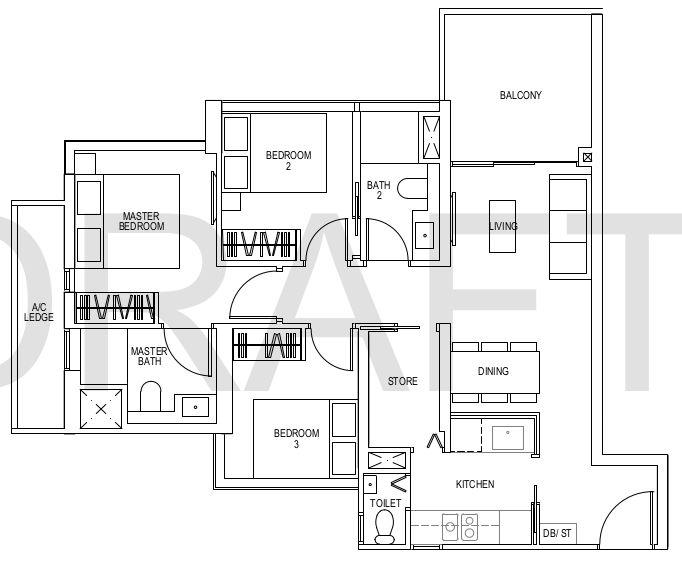 BALCONY
BEDROOM
2
BATH
2
MASTER
BEDROOM
LIVING
DRAFT
A/C
LEDGE
MASTER
BATH
STORE
DINING
BEDROOM
3
KITCHEN
TOILET
DB/ ST